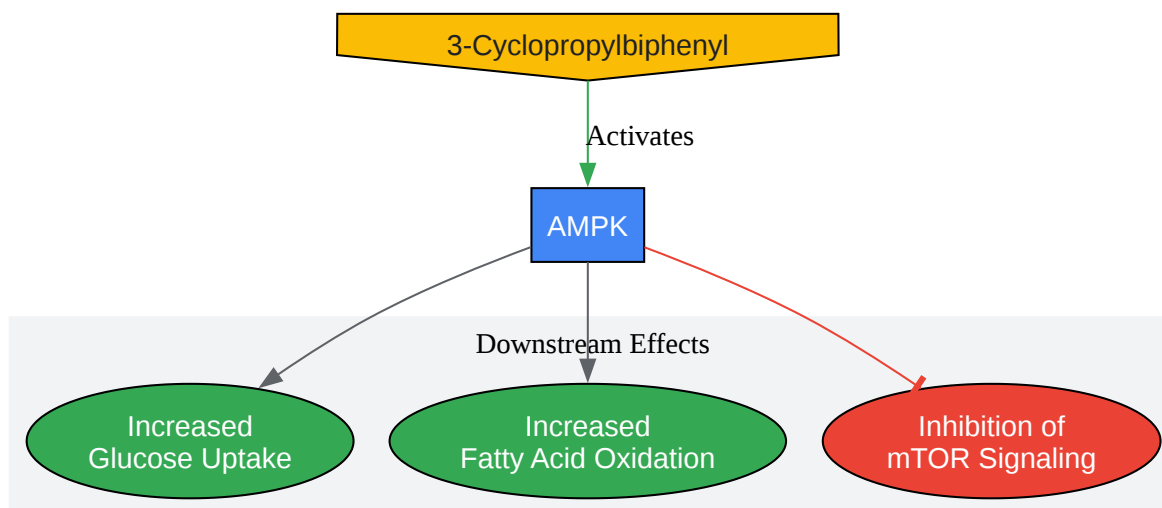 3-Cyclopropylbiphenyl
Activates
AMPK
Downstream Effects
Increased
Glucose Uptake
Increased
Fatty Acid Oxidation
Inhibition of
mTOR Signaling